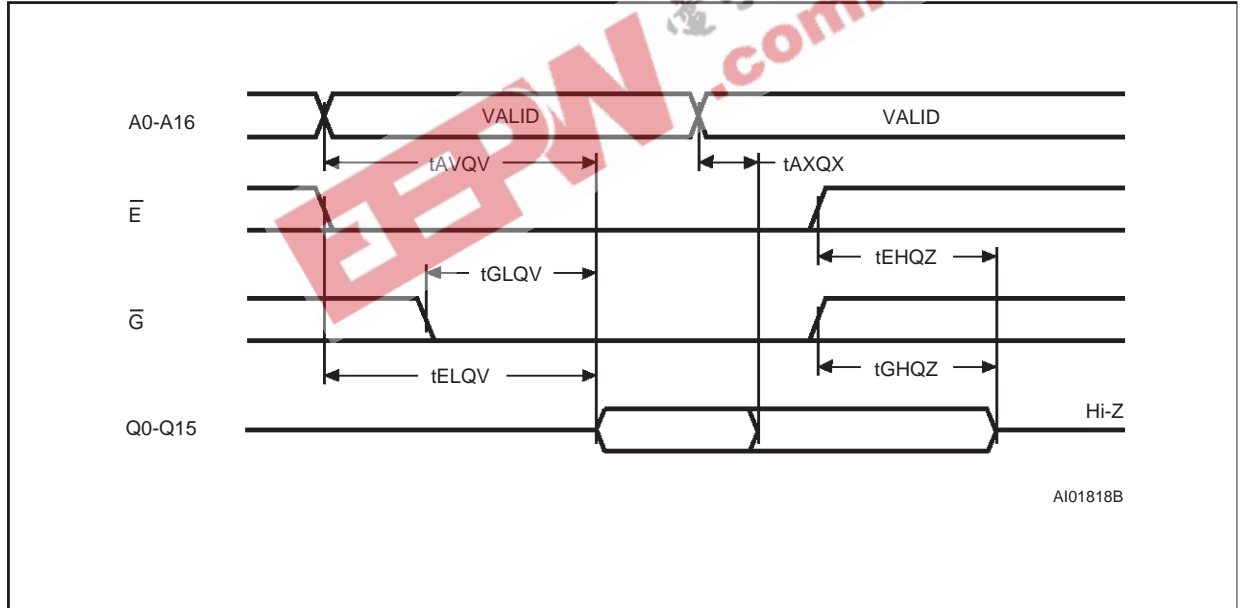 .com
A0-A16 VALID VALID
tAVQV tAXQX
E̅
tEHQZ
tGLQV
G̅
tGHQZ
tELQV
Hi-Z
Q0-Q15
AI01818B
EEPW